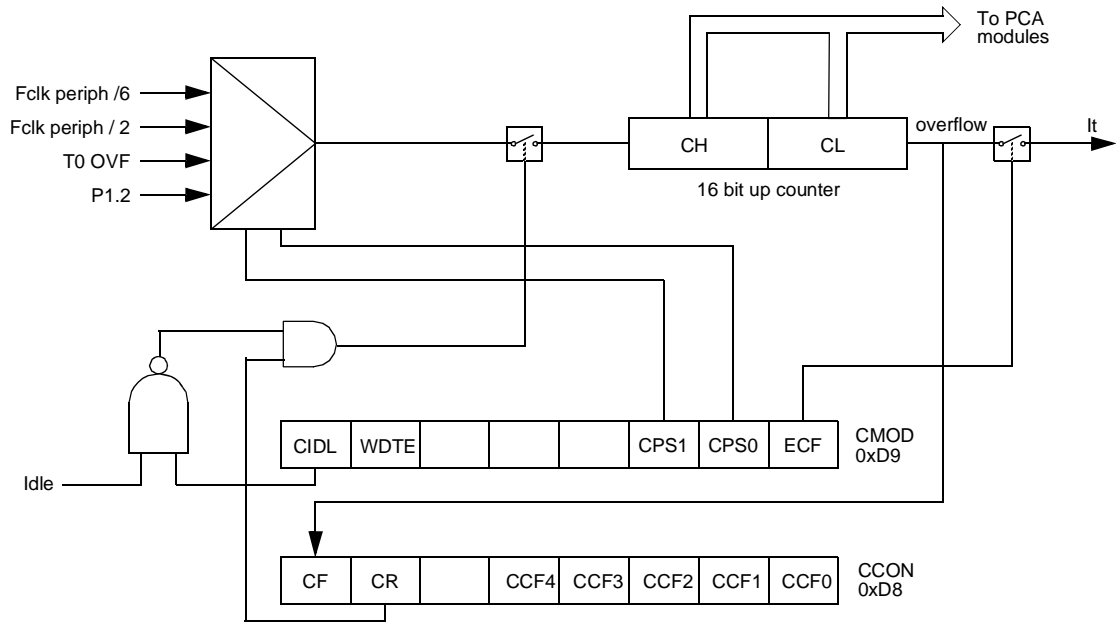 To PCA
modules
Fclk periph /6
Fclk periph / 2
T0 OVF
P1.2
CH
CL
overflow
It
16 bit up counter
CIDL
WDTE
CPS1
CPS0
ECF
CMOD
0xD9
Idle
CF
CR
CCF4
CCF3
CCF2
CCF1
CCF0
CCON
0xD8